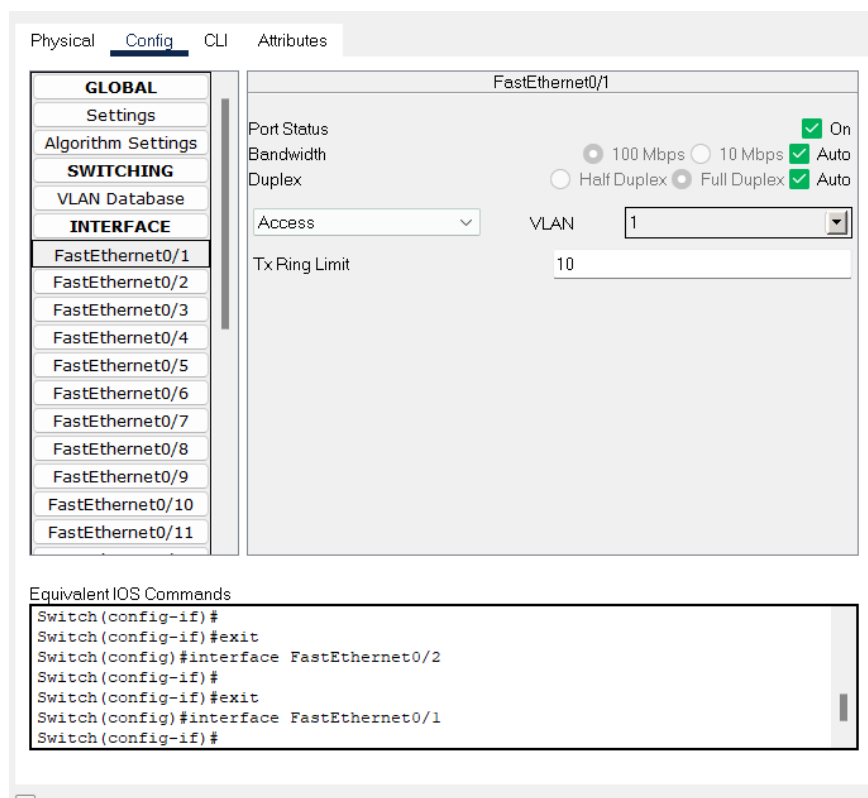 Physical Config CLI Attributes
GLOBAL
Settings
Algorithm Settings
SWITCHING
VLAN Database
INTERFACE
FastEthernet0/1
FastEthernet0/2
FastEthernet0/3
FastEthernet0/4
FastEthernet0/5
FastEthernet0/6
FastEthernet0/7
FastEthernet0/8
FastEthernet0/9
FastEthernet0/10
FastEthernet0/11
FastEthernet0/1
Port Status On
Bandwidth 100 Mbps 10 Mbps Auto
Duplex Half Duplex Full Duplex Auto
Access VLAN 1
Tx Ring Limit 10
Equivalent IOS Commands
Switch(config-if)#
Switch(config-if)#exit
Switch(config)#interface FastEthernet0/2
Switch(config-if)#
Switch(config-if)#exit
Switch(config)#interface FastEthernet0/1
Switch(config-if)#